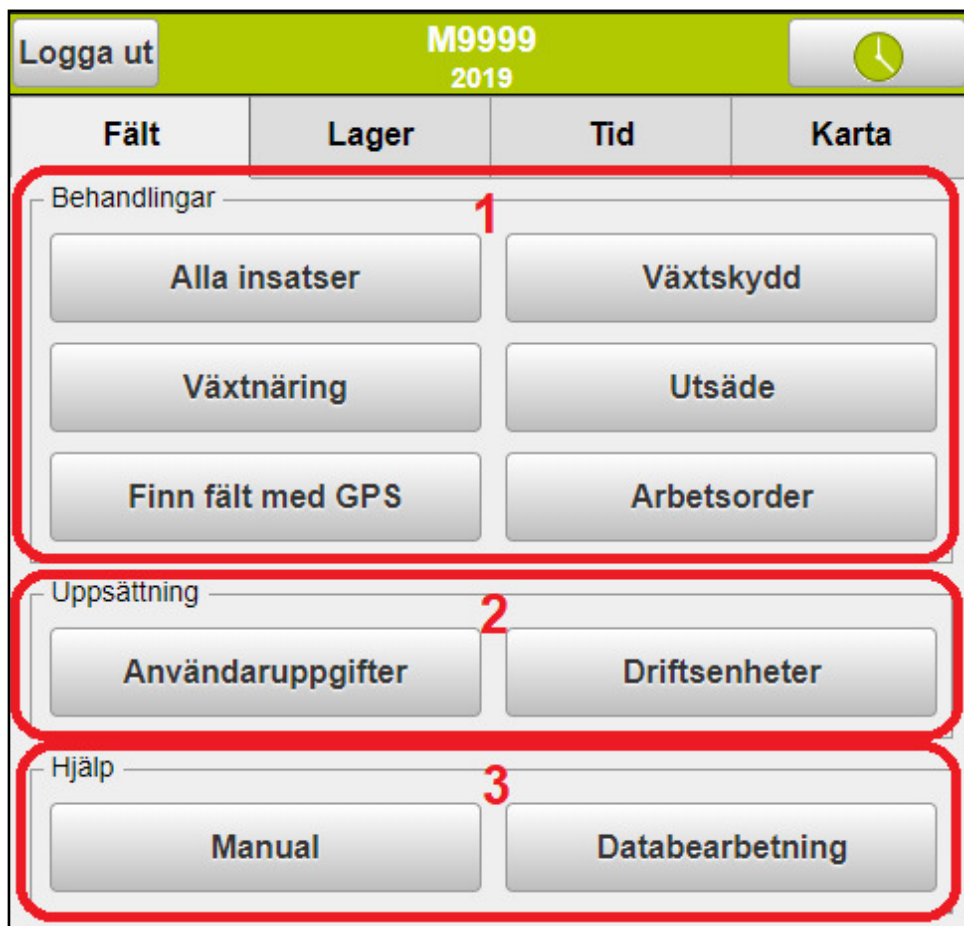 Logga ut
M9999
2019
Fält Lager Tid Karta
Behandlingar
1
Alla insatser Växtskydd
Växtnäring Utsäde
Finn fält med GPS Arbetsorder
Uppsättning
2
Användaruppgifter Driftsenheter
Hjälp
3
Manual Databearbetning